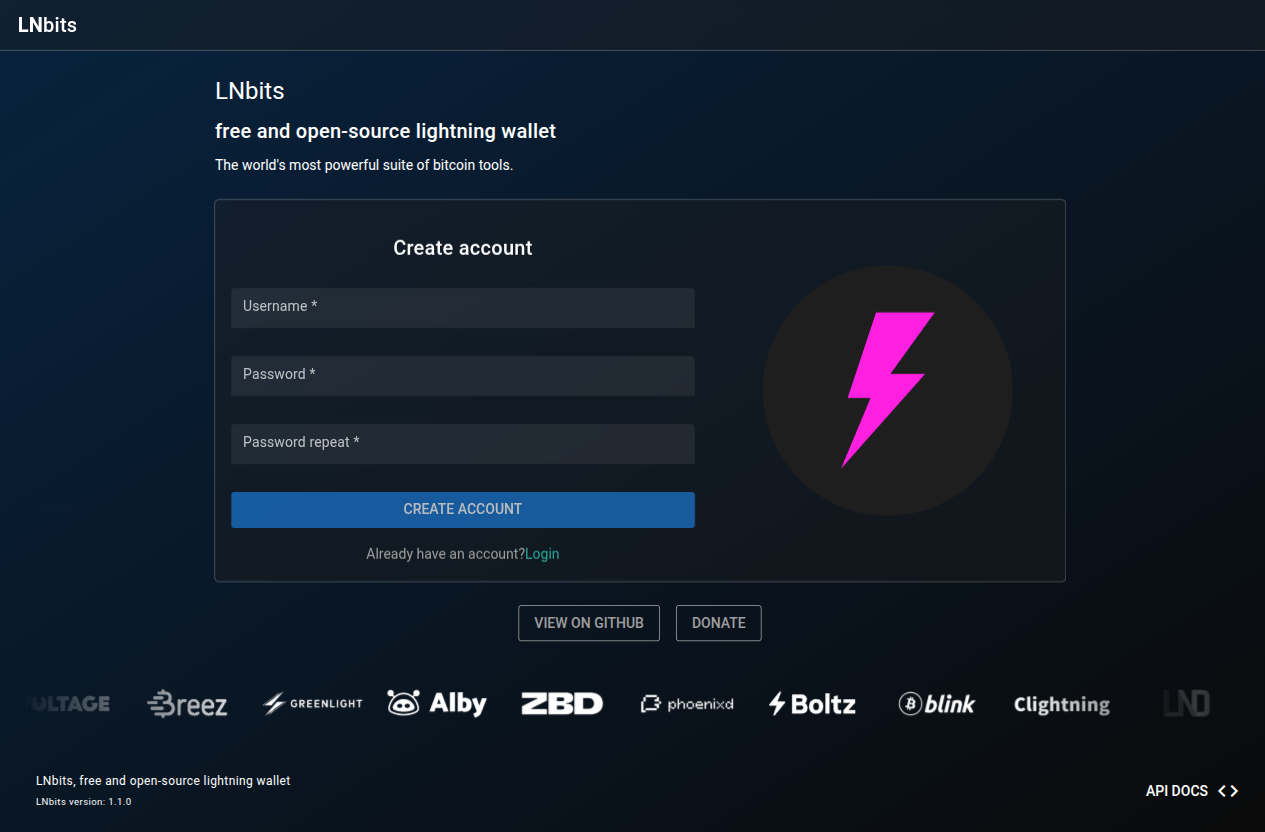 LNbits
LNbits
free and open-source lightning wallet
The world's most powerful suite of bitcoin tools.
Create account
Username *
Password *
Password repeat *
CREATE ACCOUNT
Already have an account?Login
VIEW ON GITHUB
DONATE
VOLTAGE
Breez
GREENLIGHT
Alby
ZBD
phoenixd
Boltz
blink
Clightning
LND
LNbits, free and open-source lightning wallet
LNbits version: 1.1.0
API DOCS